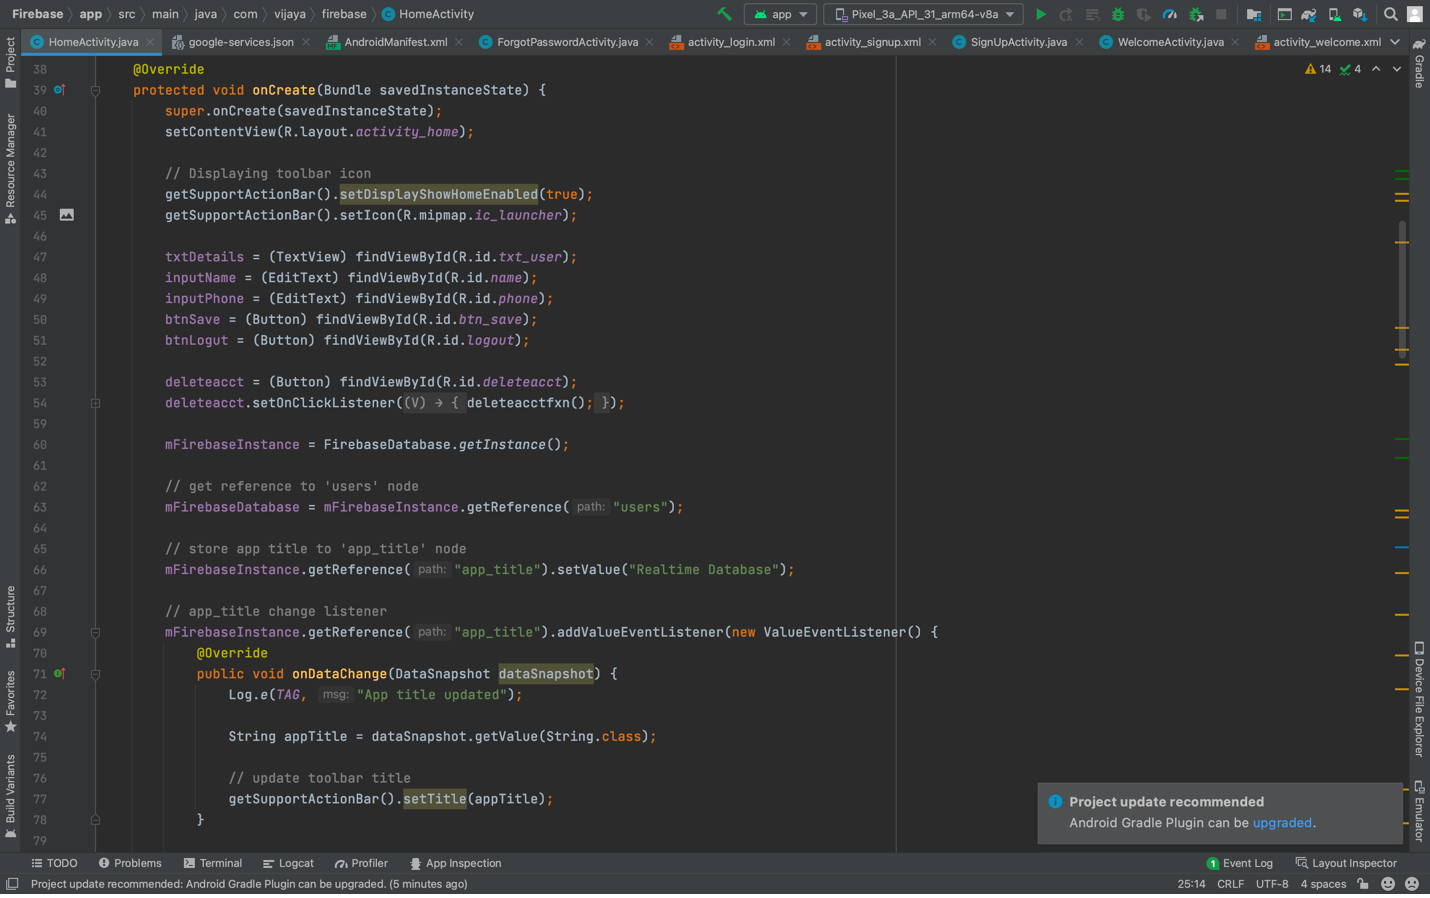 Firebase › app › src › main › java › com › vijaya › firebase › HomeActivity
app
Pixel_3a_API_31_arm64-v8a
HomeActivity.java
google-services.json
AndroidManifest.xml
ForgotPasswordActivity.java
activity_login.xml
activity_signup.xml
SignUpActivity.java
WelcomeActivity.java
activity_welcome.xml
Project
Resource Manager
Structure
Favorites
Build Variants
Gradle
Device File Explorer
Emulator
14 4
38 @Override
39 protected void onCreate(Bundle savedInstanceState) {
40 super.onCreate(savedInstanceState);
41 setContentView(R.layout.activity_home);
42
43 // Displaying toolbar icon
44 getSupportActionBar().setDisplayShowHomeEnabled(true);
45 getSupportActionBar().setIcon(R.mipmap.ic_launcher);
46
47 txtDetails = (TextView) findViewById(R.id.txt_user);
48 inputName = (EditText) findViewById(R.id.name);
49 inputPhone = (EditText) findViewById(R.id.phone);
50 btnSave = (Button) findViewById(R.id.btn_save);
51 btnLogut = (Button) findViewById(R.id.logout);
52
53 deleteacct = (Button) findViewById(R.id.deleteacct);
54 deleteacct.setOnClickListener((V) → { deleteacctfxn(); });
59
60 mFirebaseInstance = FirebaseDatabase.getInstance();
61
62 // get reference to 'users' node
63 mFirebaseDatabase = mFirebaseInstance.getReference( path: "users");
64
65 // store app title to 'app_title' node
66 mFirebaseInstance.getReference( path: "app_title").setValue("Realtime Database");
67
68 // app_title change listener
69 mFirebaseInstance.getReference( path: "app_title").addValueEventListener(new ValueEventListener() {
70 @Override
71 public void onDataChange(DataSnapshot dataSnapshot) {
72 Log.e(TAG, msg: "App title updated");
73
74 String appTitle = dataSnapshot.getValue(String.class);
75
76 // update toolbar title
77 getSupportActionBar().setTitle(appTitle);
78 }
79
Project update recommended
Android Gradle Plugin can be upgraded.
TODO
Problems
Terminal
Logcat
Profiler
App Inspection
1 Event Log
Layout Inspector
Project update recommended: Android Gradle Plugin can be upgraded. (5 minutes ago)
25:14 CRLF UTF-8 4 spaces